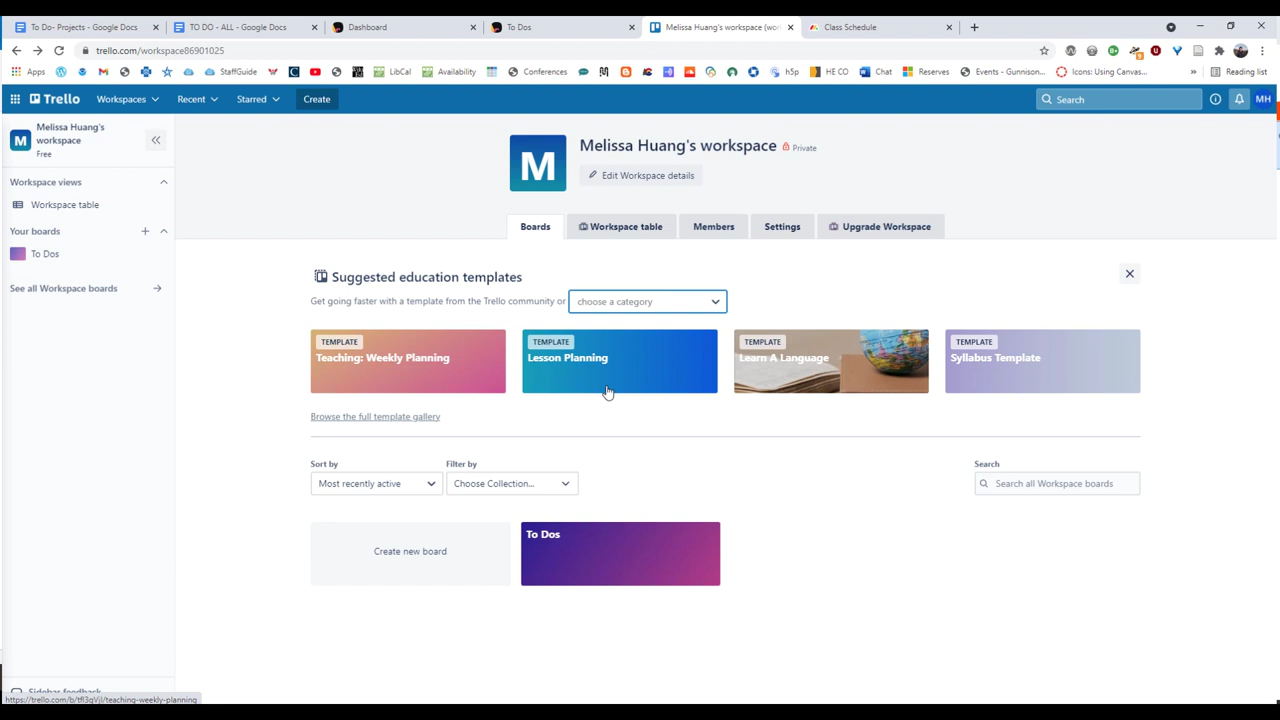 To Do> Projects - Google Docs
TO DO - ALL - Google Docs
Dashboard
To Dos
Melissa Huang's workspace (wor
Class Schedule
trello.com/workspace86901025
Apps
StaffGuide
LibCal
Availability
Conferences
h5p
HE CO
Chat
Reserves
Events - Gunnison...
Icons: Using Canvas...
»
Reading list
Trello
Workspaces
Recent
Starred
Create
Search
MH
M
Melissa Huang's
workspace
Free
Workspace views
Workspace table
Your boards
To Dos
See all Workspace boards
M
Melissa Huang's workspace
Private
Edit Workspace details
Boards
Workspace table
Members
Settings
Upgrade Workspace
Suggested education templates
Get going faster with a template from the Trello community or
choose a category
TEMPLATE
Teaching: Weekly Planning
TEMPLATE
Lesson Planning
TEMPLATE
Learn A Language
TEMPLATE
Syllabus Template
Browse the full template gallery
Sort by
Most recently active
Filter by
Choose Collection...
Search
Search all Workspace boards
Create new board
To Dos
Sidebar feedback
https://trello.com/b/tfl3qVjl/teaching-weekly-planning